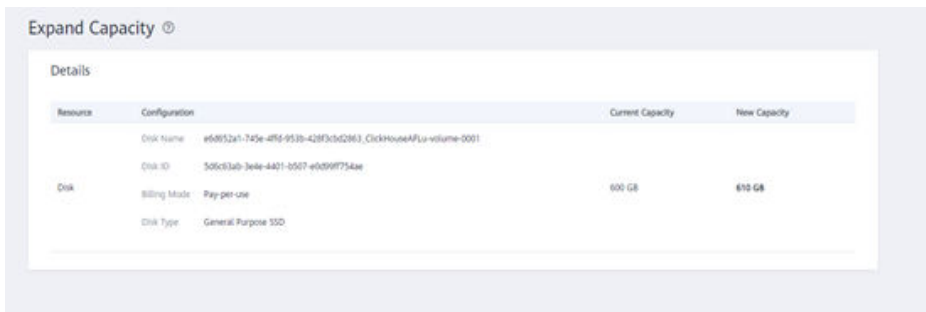 Expand Capacity
Details
Resource Configuration Current Capacity New Capacity
Disk Name e6d652a1-745e-4ffd-953b-428f3cbd2863_ClickHouseAPLu-volume-0001
Disk ID 5d6c63ab-3e4e-4401-b507-e0d99ff754ae
Disk Billing Mode Pay-per-use 600 GB 610 GB
Disk Type General Purpose SSD